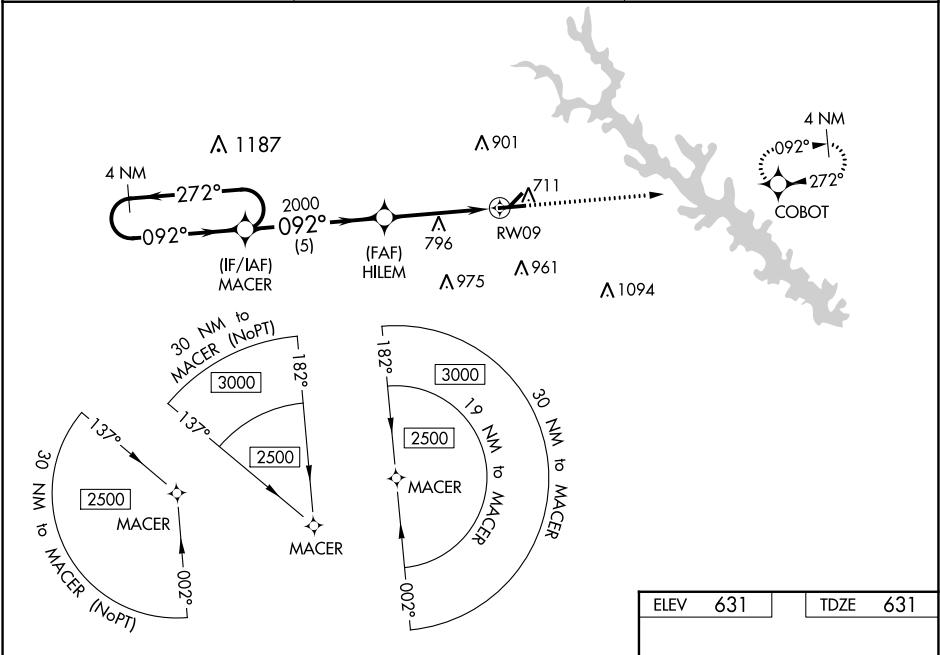 1187
901
4 NM
272°
092°
2000
092°
(5)
(IF/IAF)
MACER
(FAF)
HILEM
796
711
RW09
975
961
1094
4 NM
092°
272°
COBOT
30 NM to
MACER (NoPT)
3000
182°
137°
2500
MACER
182°
3000
30 NM to MACER
19 NM to MACER
2500
MACER
002°
137°
2500
MACER
30 NM to MACER (NoPT)
002°
ELEV 631
TDZE 631